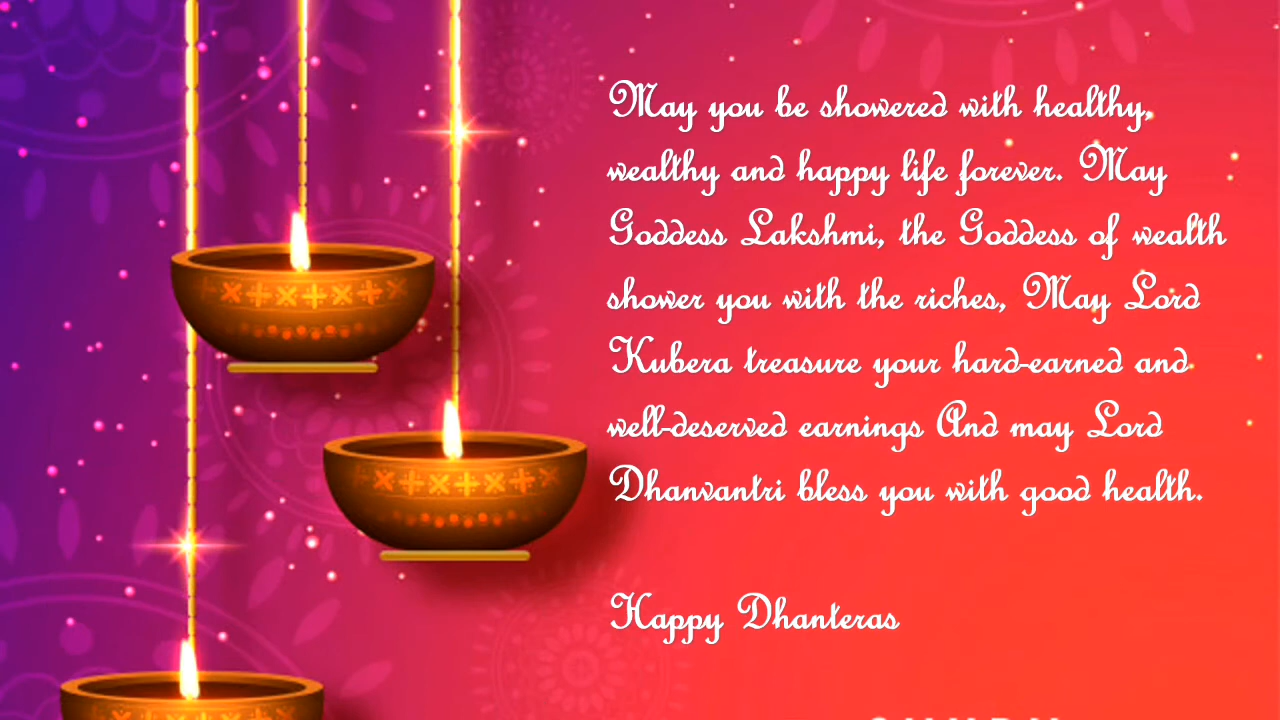 May you be showered with healthy,
wealthy and happy life forever. May
Goddess Lakshmi, the Goddess of wealth
shower you with the riches, May Lord
Kubera treasure your hard-earned and
well-deserved earnings And may Lord
Dhanvantri bless you with good health.
Happy Dhanteras